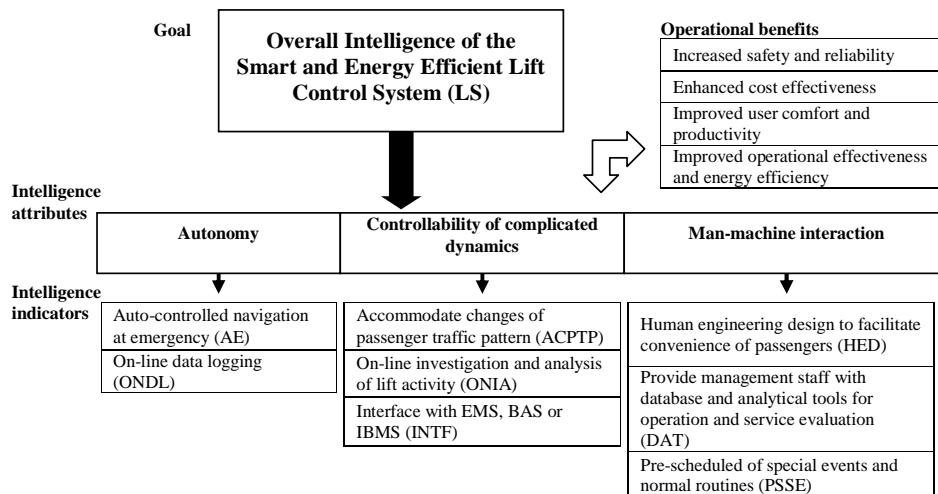 Goal
Overall Intelligence of the
Smart and Energy Efficient Lift
Control System (LS)
Operational benefits
Increased safety and reliability
Enhanced cost effectiveness
Improved user comfort and
productivity
Improved operational effectiveness
and energy efficiency
Intelligence
attributes
Autonomy
Controllability of complicated
dynamics
Man-machine interaction
Intelligence
indicators
Auto-controlled navigation
at emergency (AE)
On-line data logging
(ONDL)
Accommodate changes of
passenger traffic pattern (ACPTP)
On-line investigation and analysis
of lift activity (ONIA)
Interface with EMS, BAS or
IBMS (INTF)
Human engineering design to facilitate
convenience of passengers (HED)
Provide management staff with
database and analytical tools for
operation and service evaluation
(DAT)
Pre-scheduled of special events and
normal routines (PSSE)